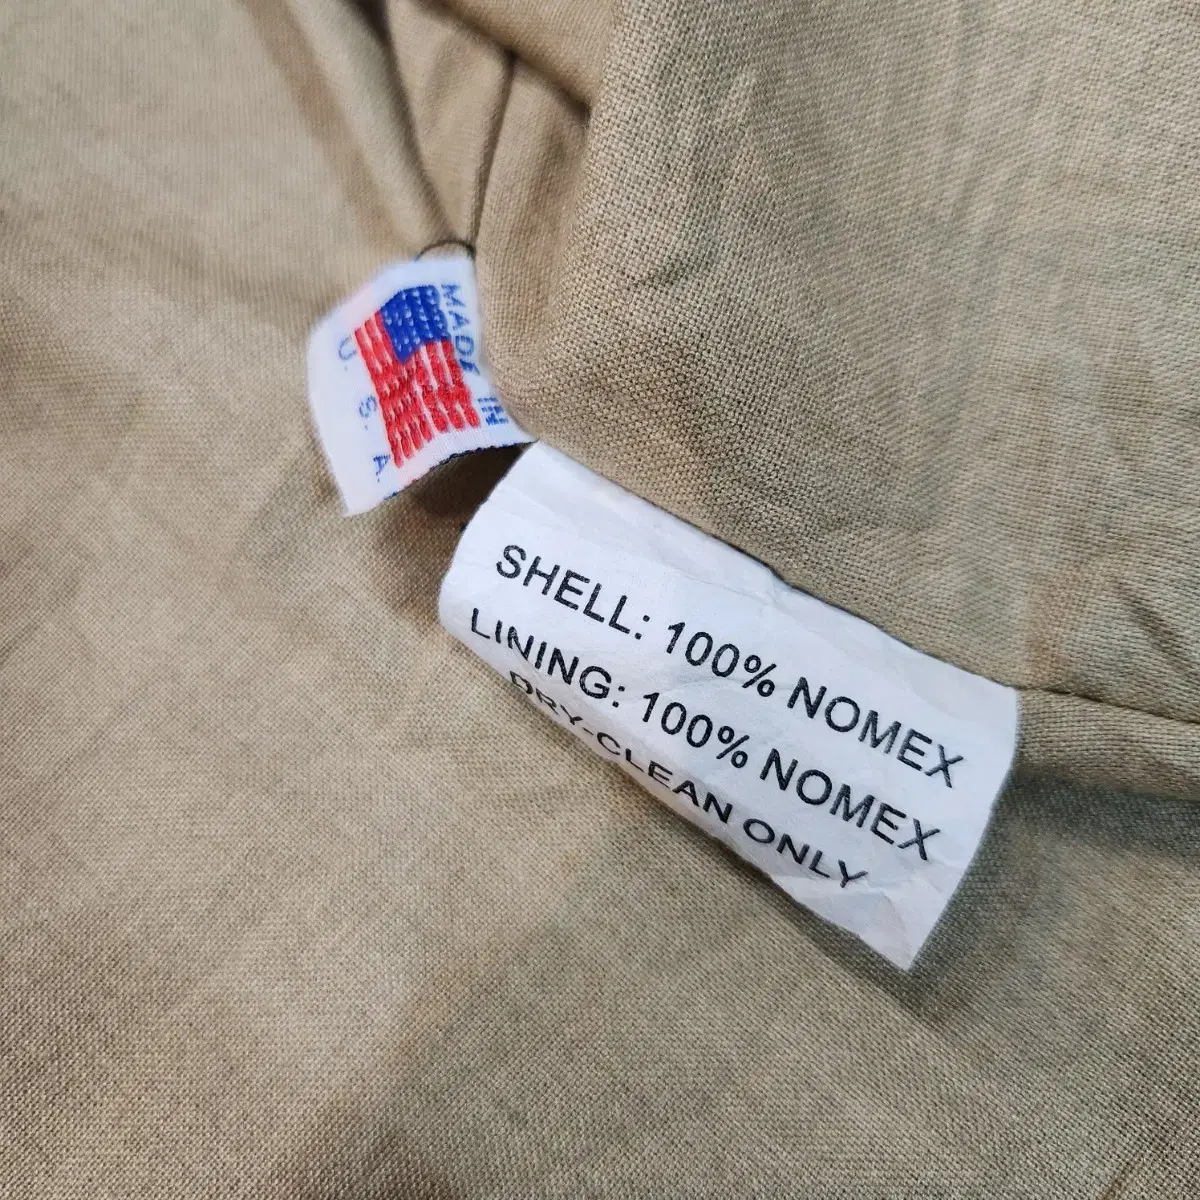 MADE IN
U. S. A.
SHELL: 100% NOMEX
LINING: 100% NOMEX
DRY-CLEAN ONLY